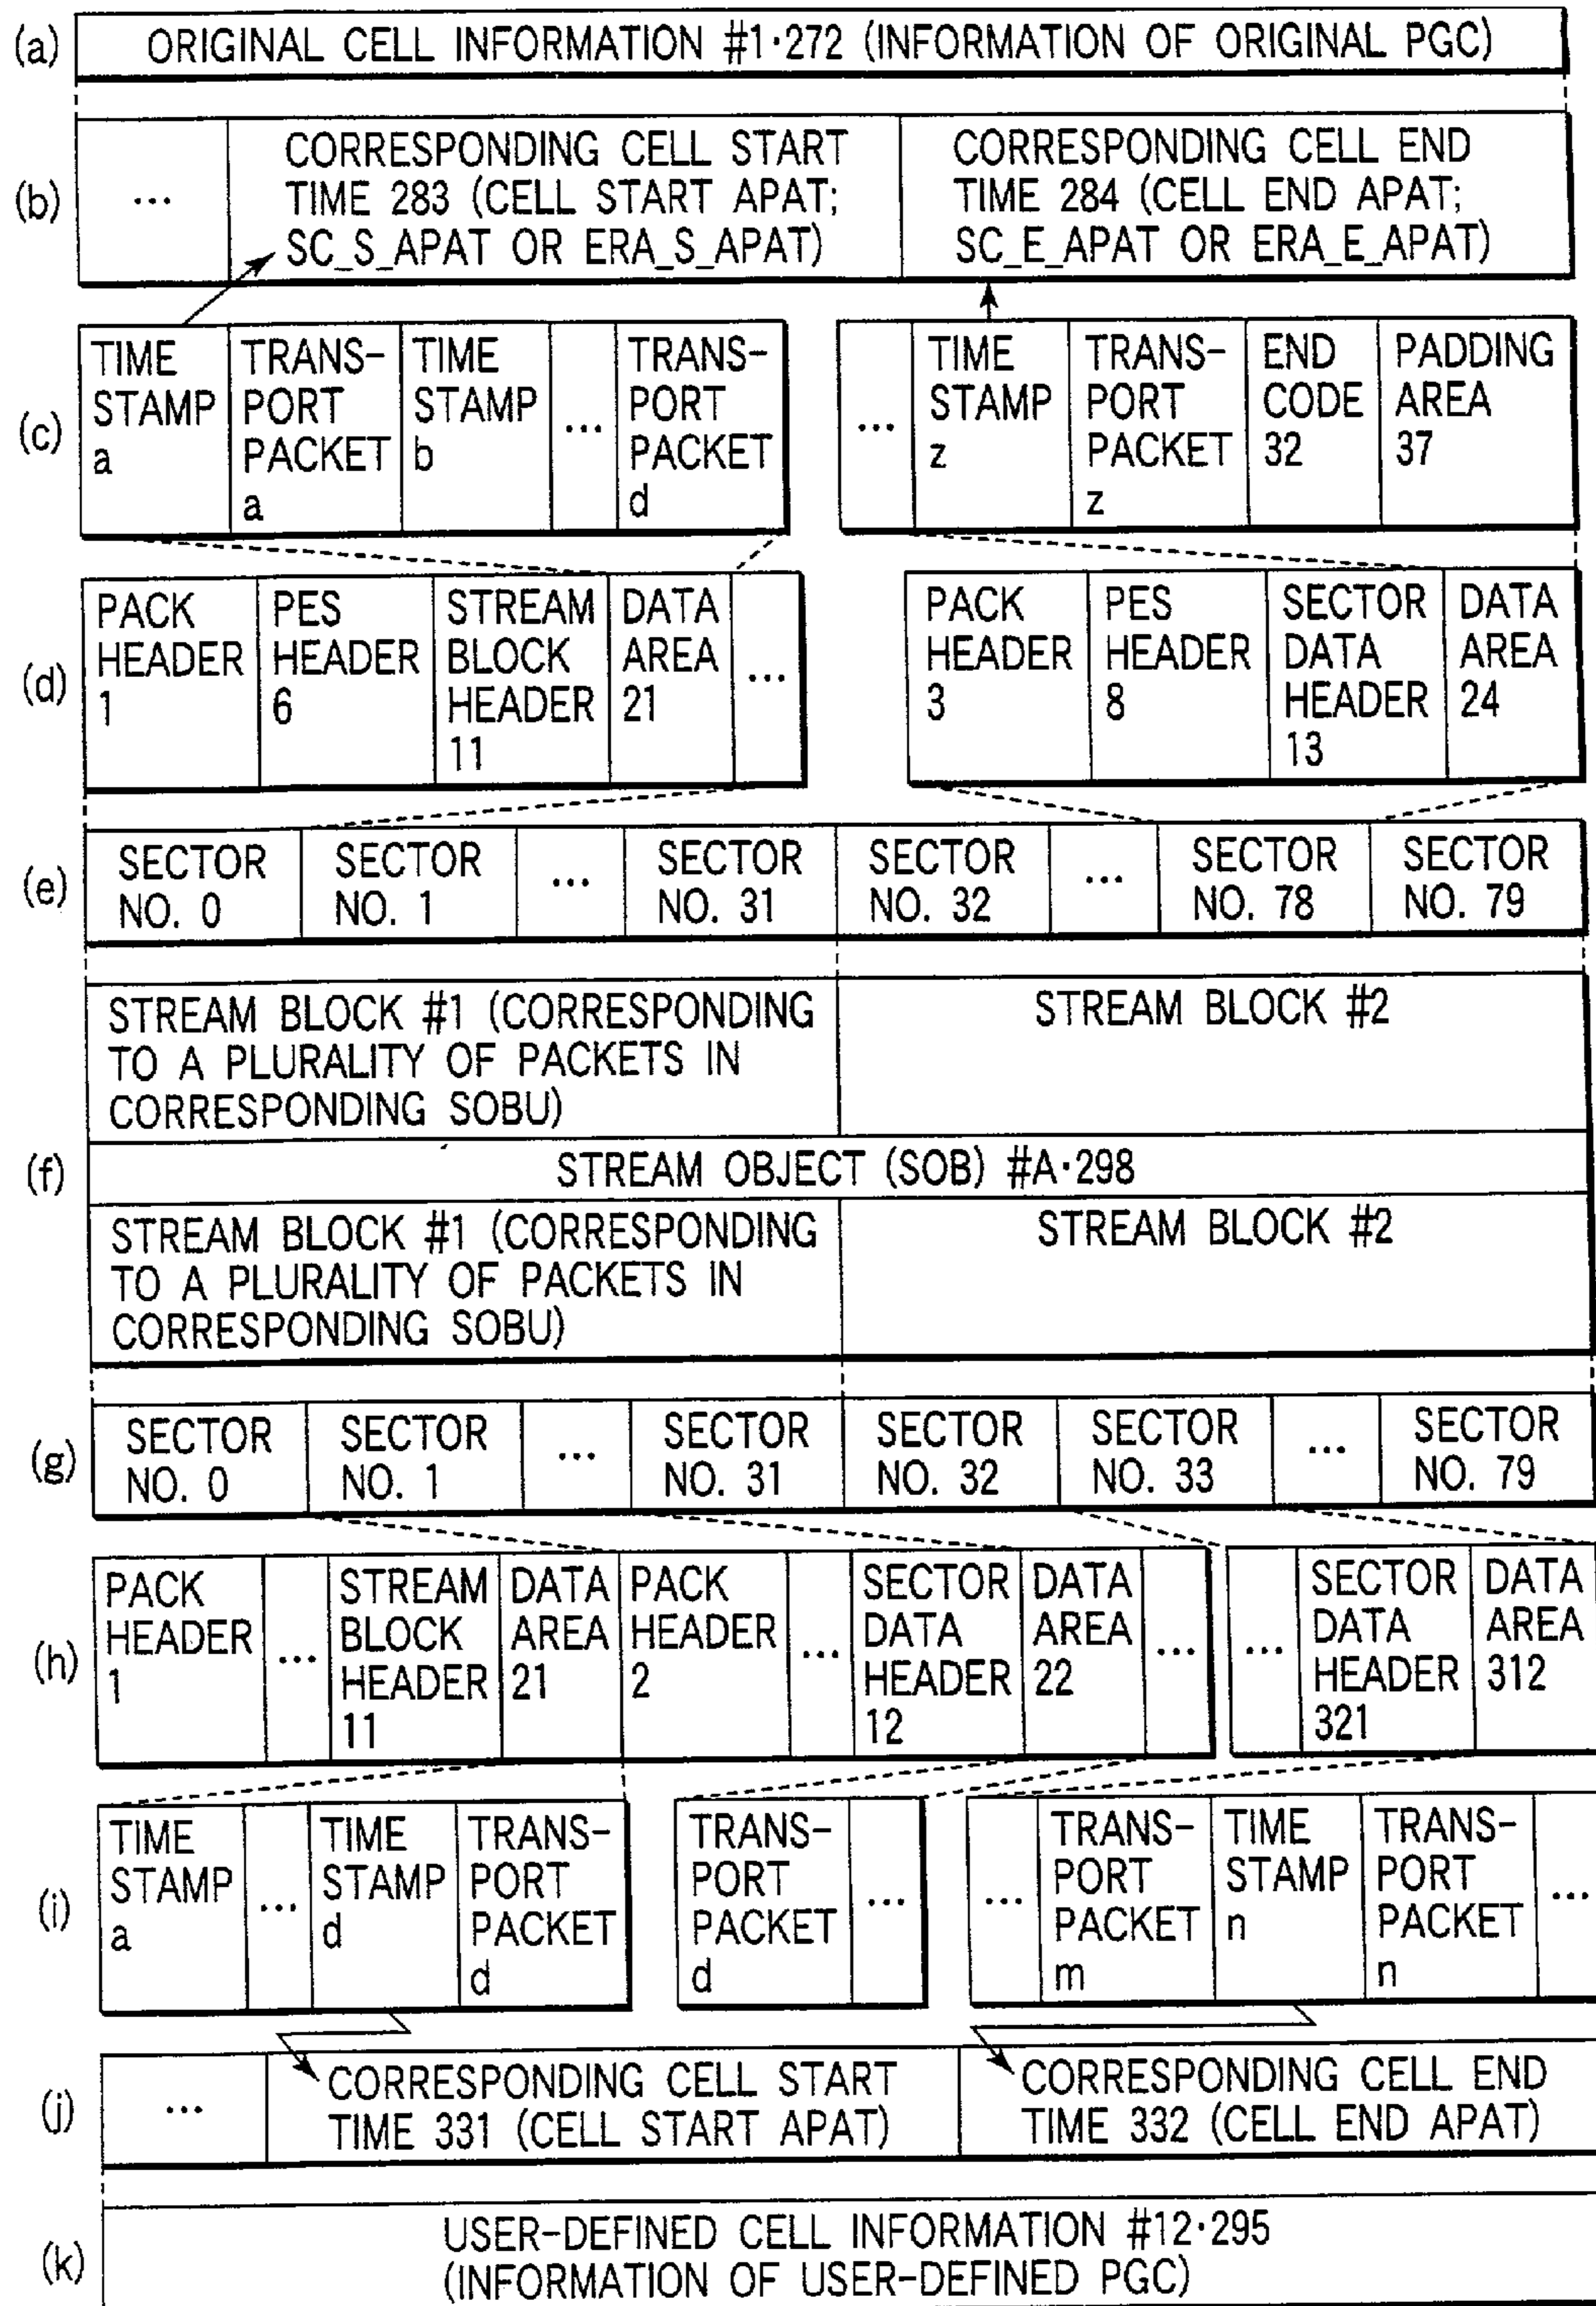 (a) ORIGINAL CELL INFORMATION #1·272 (INFORMATION OF ORIGINAL PGC)
(b)
...
CORRESPONDING CELL START
TIME 283 (CELL START APAT;
SC_S_APAT OR ERA_S_APAT)
CORRESPONDING CELL END
TIME 284 (CELL END APAT;
SC_E_APAT OR ERA_E_APAT)
(c)
TIME
STAMP
a
TRANS-
PORT
PACKET
a
TIME
STAMP
b
...
TRANS-
PORT
PACKET
d
...
TIME
STAMP
z
TRANS-
PORT
PACKET
z
END
CODE
32
PADDING
AREA
37
(d)
PACK
HEADER
1
PES
HEADER
6
STREAM
BLOCK
HEADER
11
DATA
AREA
21
...
PACK
HEADER
3
PES
HEADER
8
SECTOR
DATA
HEADER
13
DATA
AREA
24
(e)
SECTOR
NO. 0
SECTOR
NO. 1
...
SECTOR
NO. 31
SECTOR
NO. 32
...
SECTOR
NO. 78
SECTOR
NO. 79
STREAM BLOCK #1 (CORRESPONDING
TO A PLURALITY OF PACKETS IN
CORRESPONDING SOBU)
STREAM BLOCK #2
(f)
STREAM OBJECT (SOB) #A·298
STREAM BLOCK #1 (CORRESPONDING
TO A PLURALITY OF PACKETS IN
CORRESPONDING SOBU)
STREAM BLOCK #2
(g)
SECTOR
NO. 0
SECTOR
NO. 1
...
SECTOR
NO. 31
SECTOR
NO. 32
SECTOR
NO. 33
...
SECTOR
NO. 79
(h)
PACK
HEADER
1
...
STREAM
BLOCK
HEADER
11
DATA
AREA
21
PACK
HEADER
2
...
SECTOR
DATA
HEADER
12
DATA
AREA
22
...
...
SECTOR
DATA
HEADER
321
DATA
AREA
312
(i)
TIME
STAMP
a
...
TIME
STAMP
d
TRANS-
PORT
PACKET
d
TRANS-
PORT
PACKET
d
...
...
TRANS-
PORT
PACKET
m
TIME
STAMP
n
TRANS-
PORT
PACKET
n
...
(j)
...
CORRESPONDING CELL START
TIME 331 (CELL START APAT)
CORRESPONDING CELL END
TIME 332 (CELL END APAT)
(k)
USER-DEFINED CELL INFORMATION #12·295
(INFORMATION OF USER-DEFINED PGC)